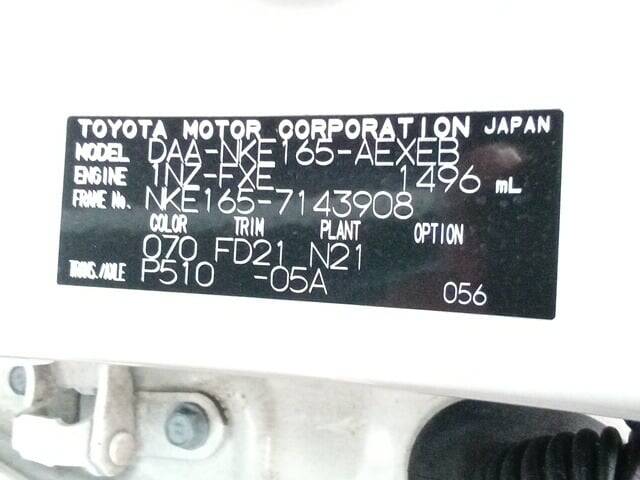 TOYOTA MOTOR CORPORATION JAPAN
MODEL DAA-NKE165-AEXEB
ENGINE 1NZ-FXE 1496 mL
FRAME No. NKE165-7143908
COLOR TRIM PLANT OPTION
070 FD21 N21
TRANS./AXLE P510 -05A
056